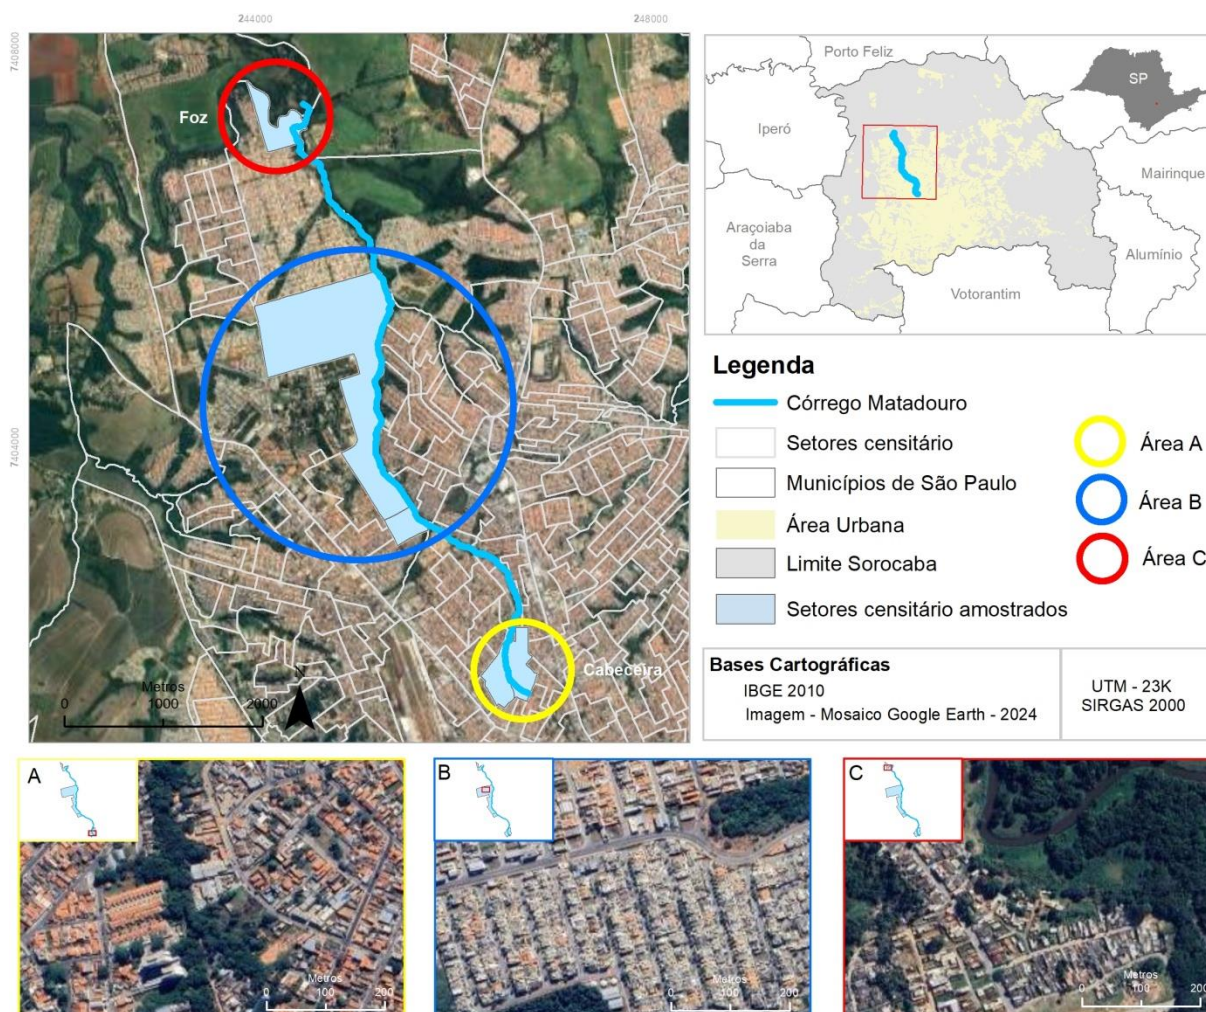 244000
248000
7408000
7404000
Foz
Cabeceira
N
Metros
0 1000 2000
Porto Feliz
SP
Iperó
Mairinque
Araçoiaba
da
Serra
Alumínio
Votorantim
Legenda
Córrego Matadouro
Setores censitário
Municípios de São Paulo
Área Urbana
Limite Sorocaba
Setores censitário amostrados
Área A
Área B
Área C
Bases Cartográficas
IBGE 2010
Imagem - Mosaico Google Earth - 2024
UTM - 23K
SIRGAS 2000
A
Metros
0 100 200
B
Metros
0 100 200
C
Metros
0 100 200